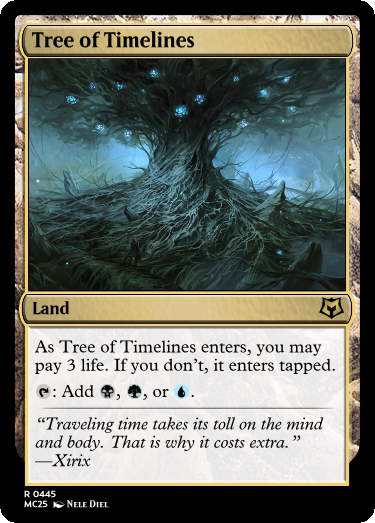 Tree of Timelines
Land
As Tree of Timelines enters, you may
pay 3 life. If you don't, it enters tapped.
: Add , , or .
“Traveling time takes its toll on the mind
and body. That is why it costs extra.”
—Xirix
R 0445
MC25 Nele Diel